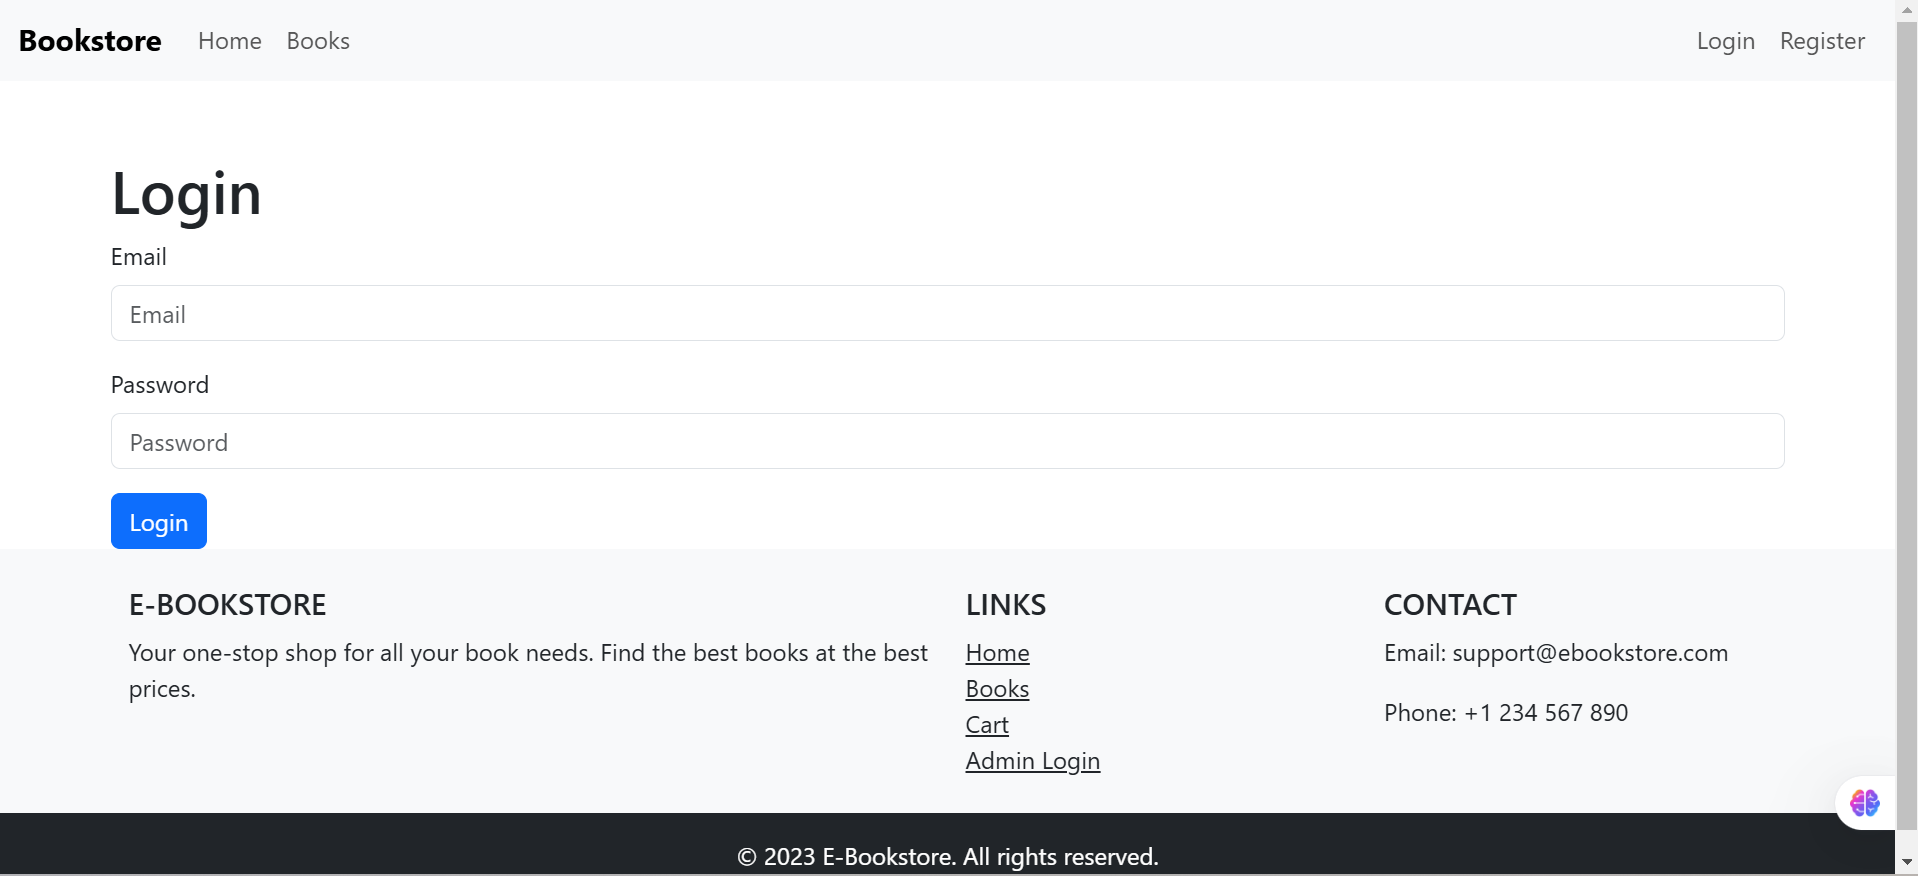 Bookstore Home Books Login Register
Login
Email
Email
Password
Password
Login
E-BOOKSTORE
Your one-stop shop for all your book needs. Find the best books at the best
prices.
LINKS
Home
Books
Cart
Admin Login
CONTACT
Email: support@ebookstore.com
Phone: +1 234 567 890
© 2023 E-Bookstore. All rights reserved.